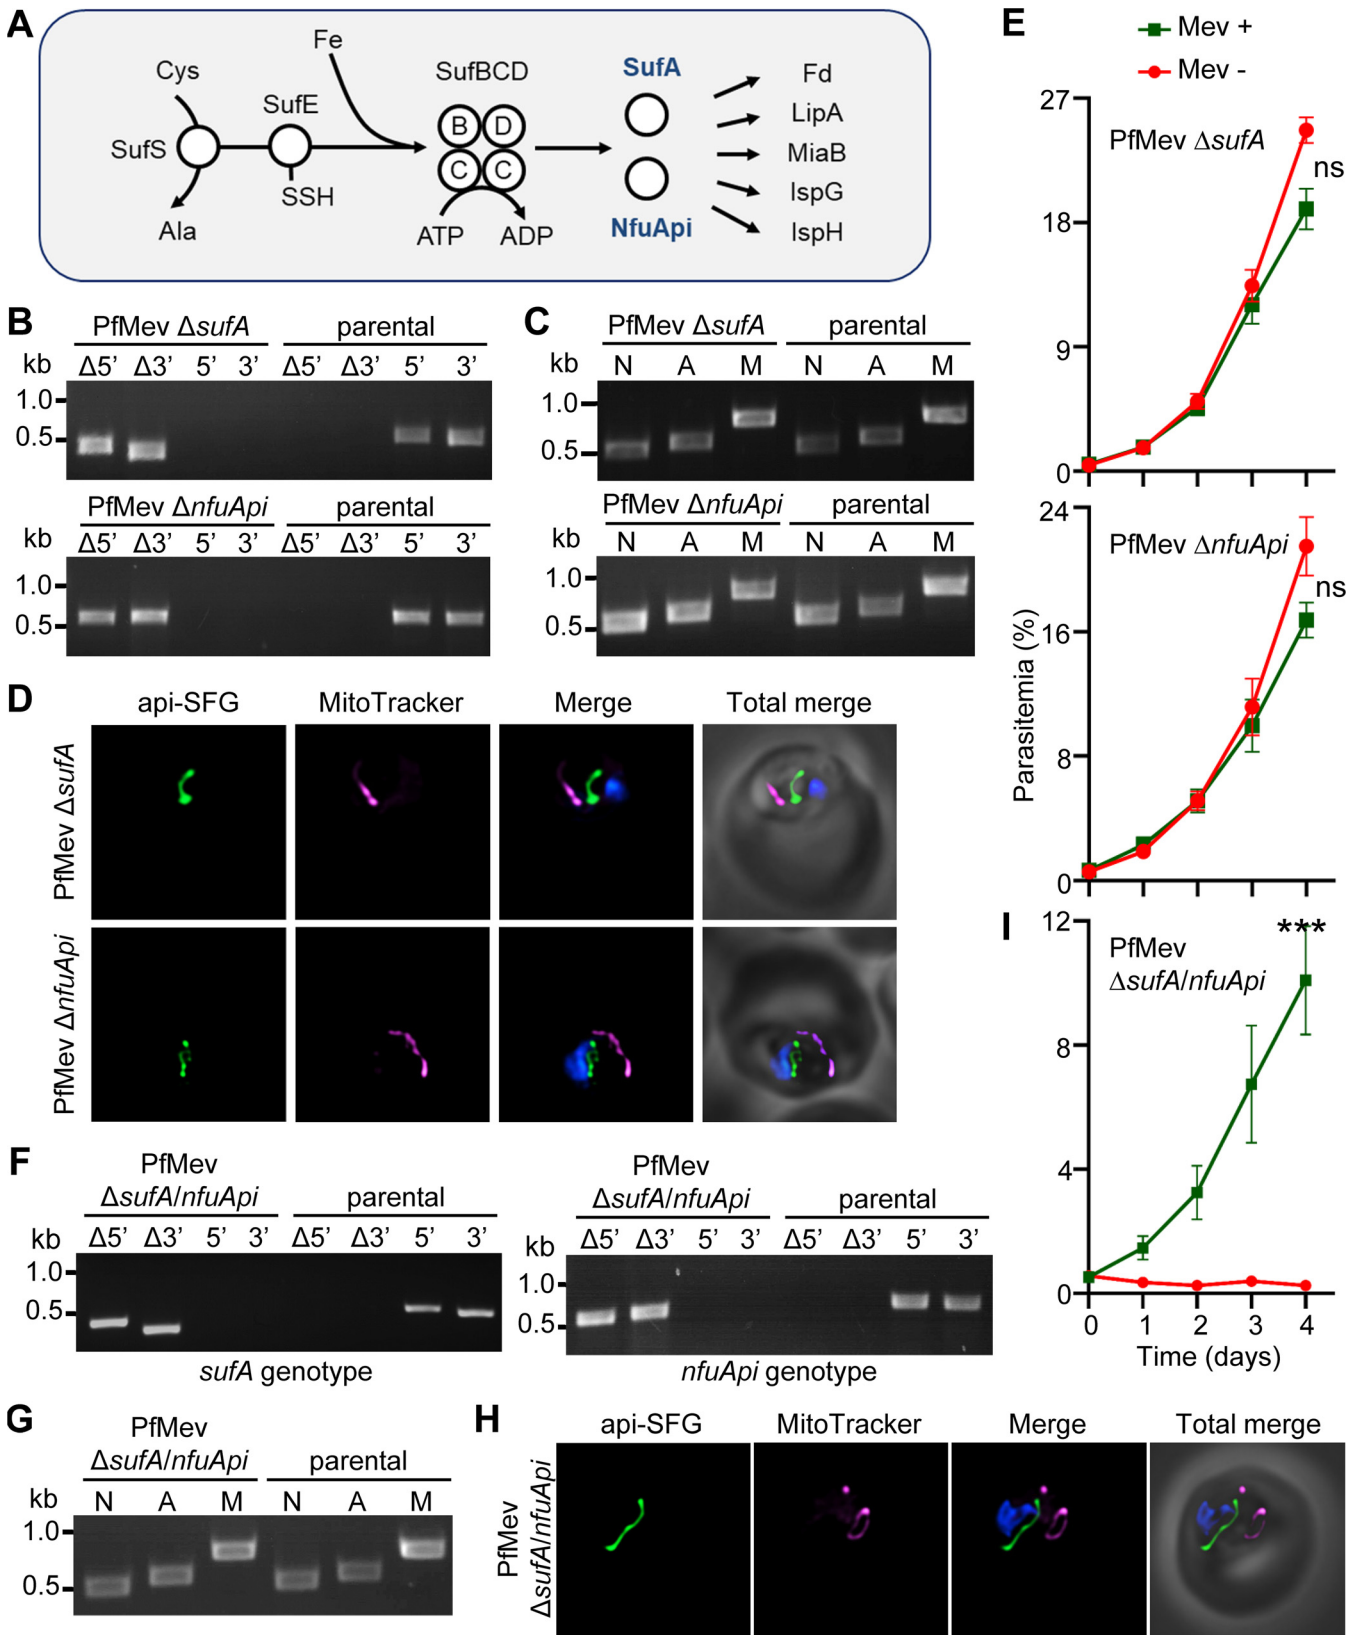 A
Cys
Fe
SufS
SufE
SSH
Ala
SufBCD
B
D
C
C
ATP
ADP
SufA
NfuApi
Fd
LipA
MiaB
IspG
IspH
B
PfMev ΔsufA
parental
kb
Δ5’ Δ3’ 5’ 3’ Δ5’ Δ3’ 5’ 3’
1.0
0.5
PfMev ΔnfuApi
parental
kb
Δ5’ Δ3’ 5’ 3’ Δ5’ Δ3’ 5’ 3’
1.0
0.5
C
PfMev ΔsufA
parental
kb
N A M N A M
1.0
0.5
PfMev ΔnfuApi
parental
kb
N A M N A M
1.0
0.5
D
api-SFG
MitoTracker
Merge
Total merge
PfMev ΔsufA
PfMev ΔnfuApi
E
Mev +
Mev -
27
18
9
0
PfMev ΔsufA
ns
24
16
8
0
PfMev ΔnfuApi
ns
Parasitemia (%)
F
PfMev
ΔsufA/nfuApi
parental
kb
Δ5’ Δ3’ 5’ 3’ Δ5’ Δ3’ 5’ 3’
1.0
0.5
sufA genotype
PfMev
ΔsufA/nfuApi
parental
kb
Δ5’ Δ3’ 5’ 3’ Δ5’ Δ3’ 5’ 3’
1.0
0.5
nfuApi genotype
G
PfMev
ΔsufA/nfuApi
parental
kb
N A M N A M
1.0
0.5
H
api-SFG
MitoTracker
Merge
Total merge
PfMev
ΔsufA/nfuApi
I
12
8
4
0
PfMev
ΔsufA/nfuApi
***
0 1 2 3 4
Time (days)